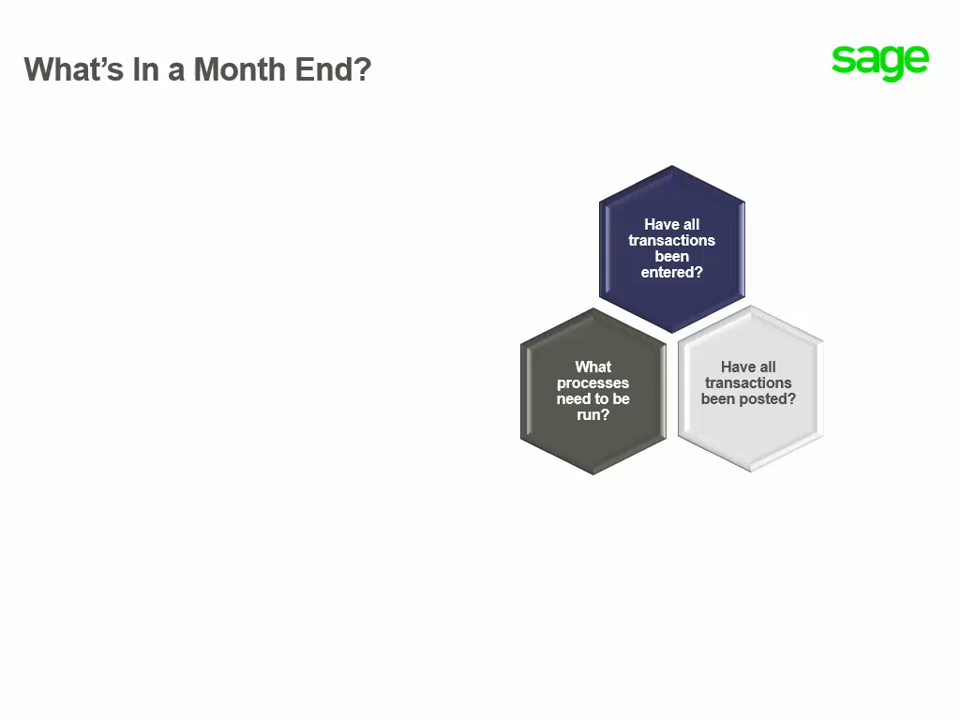 What's In a Month End?
sage
Have all
transactions
been
entered?
What
processes
need to be
run?
Have all
transactions
been posted?